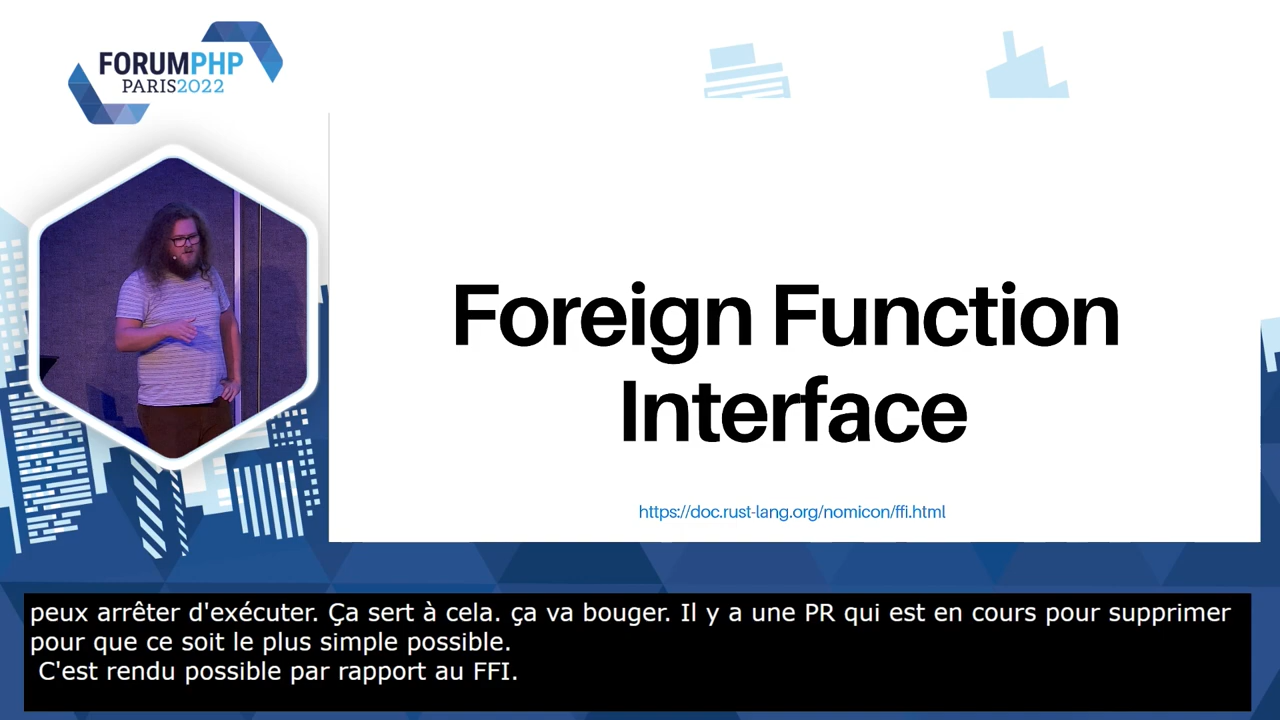 FORUMPHP
PARIS2022
Foreign Function
Interface
https://doc.rust-lang.org/nomicon/ffi.html
peux arrêter d'exécuter. Ça sert à cela. ça va bouger. Il y a une PR qui est en cours pour supprimer
pour que ce soit le plus simple possible.
C'est rendu possible par rapport au FFI.